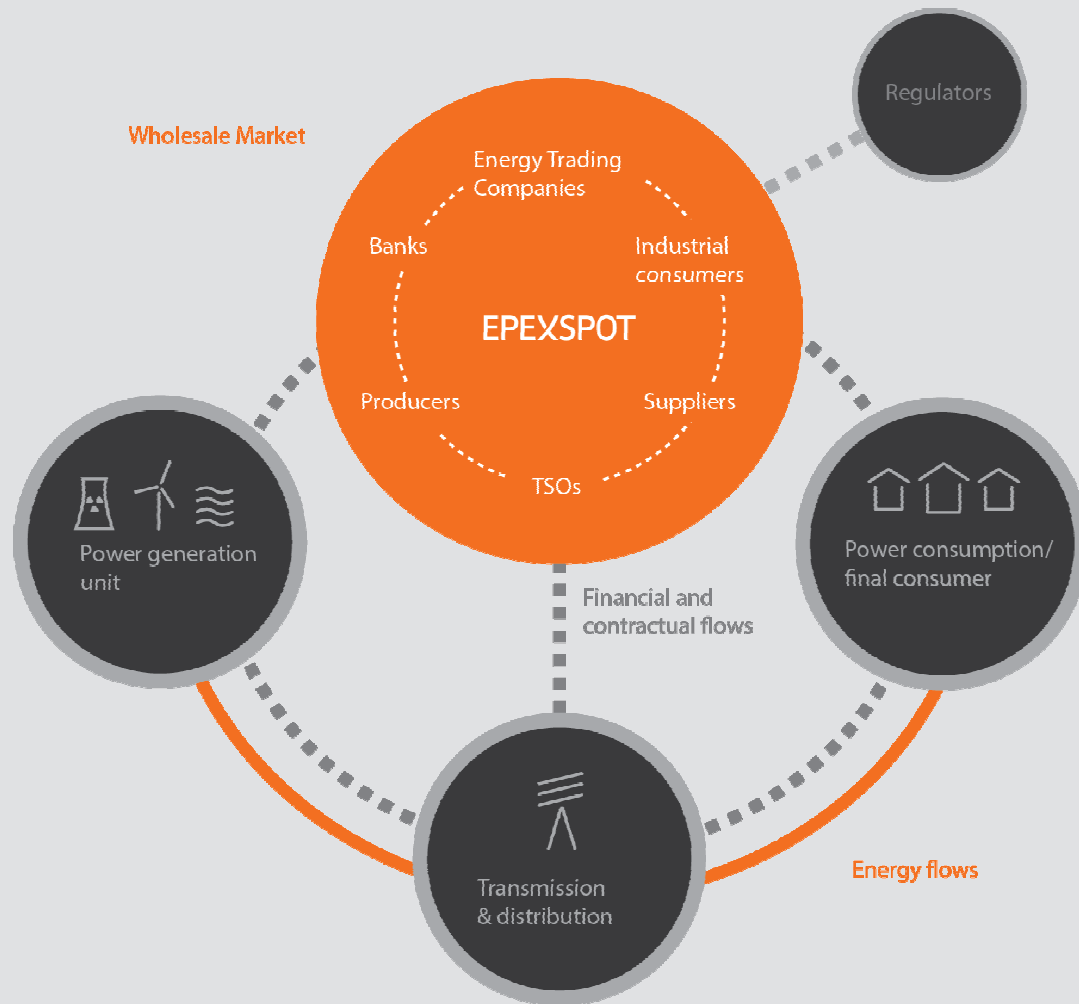 Regulators
Wholesale Market
Energy Trading
Companies
Banks
Industrial
consumers
EPEXSPOT
Producers
Suppliers
TSOs
Power generation
unit
Power consumption/
final consumer
Financial and
contractual flows
Transmission
& distribution
Energy flows